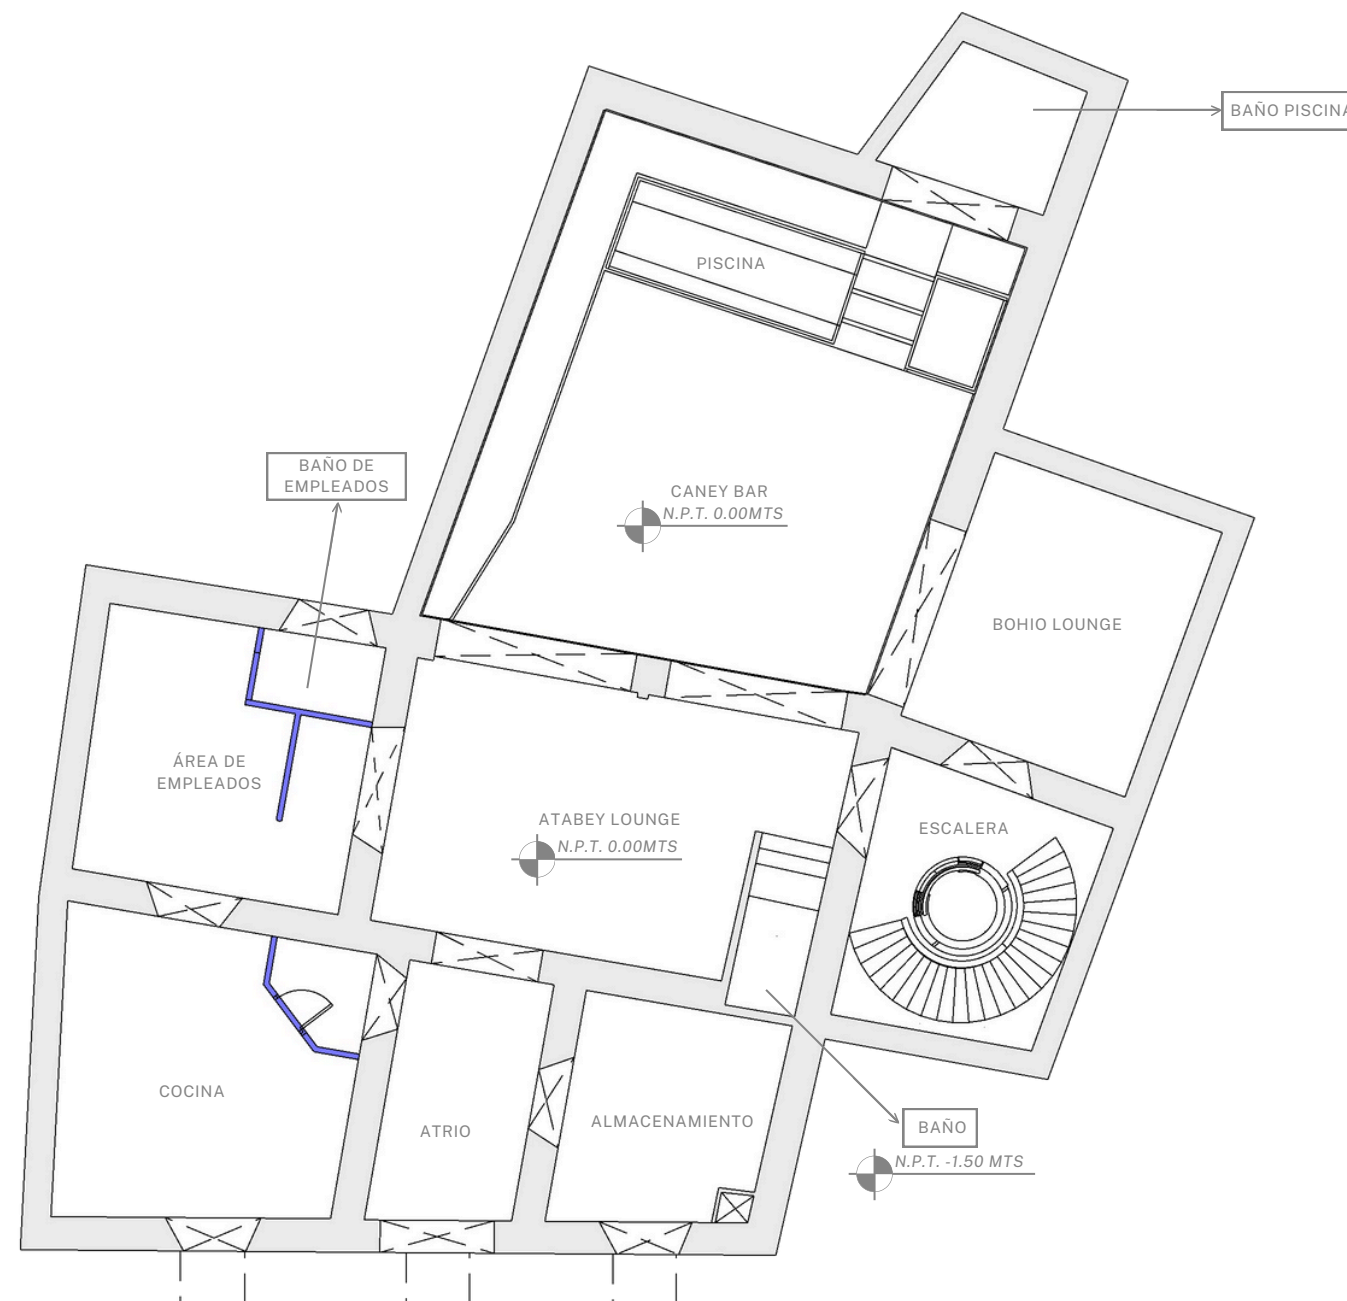 BAÑO PISCINA
PISCINA
BAÑO DE
EMPLEADOS
CANEY BAR
N.P.T. 0.00MTS
BOHIO LOUNGE
ÁREA DE
EMPLEADOS
ATABEY LOUNGE
N.P.T. 0.00MTS
ESCALERA
COCINA
ATRIO
ALMACENAMIENTO
BAÑO
N.P.T. -1.50 MTS